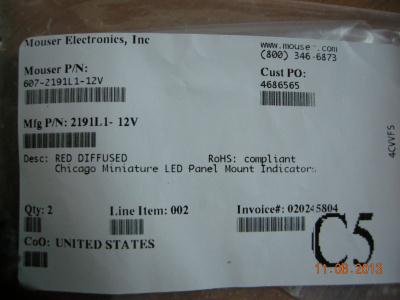 Mouser Electronics, Inc
www.mouser.com
(800) 346-6873
Mouser P/N:
607-2191L1-12V
Cust PO:
4686565
Mfg P/N: 2191L1- 12V
4CVVFS
Desc: RED DIFFUSED RoHS: compliant
Chicago Miniature LED Panel Mount Indicators
Qty: 2 Line Item: 002 Invoice#: 020245804
C5
CoO: UNITED STATES
11.08.2013